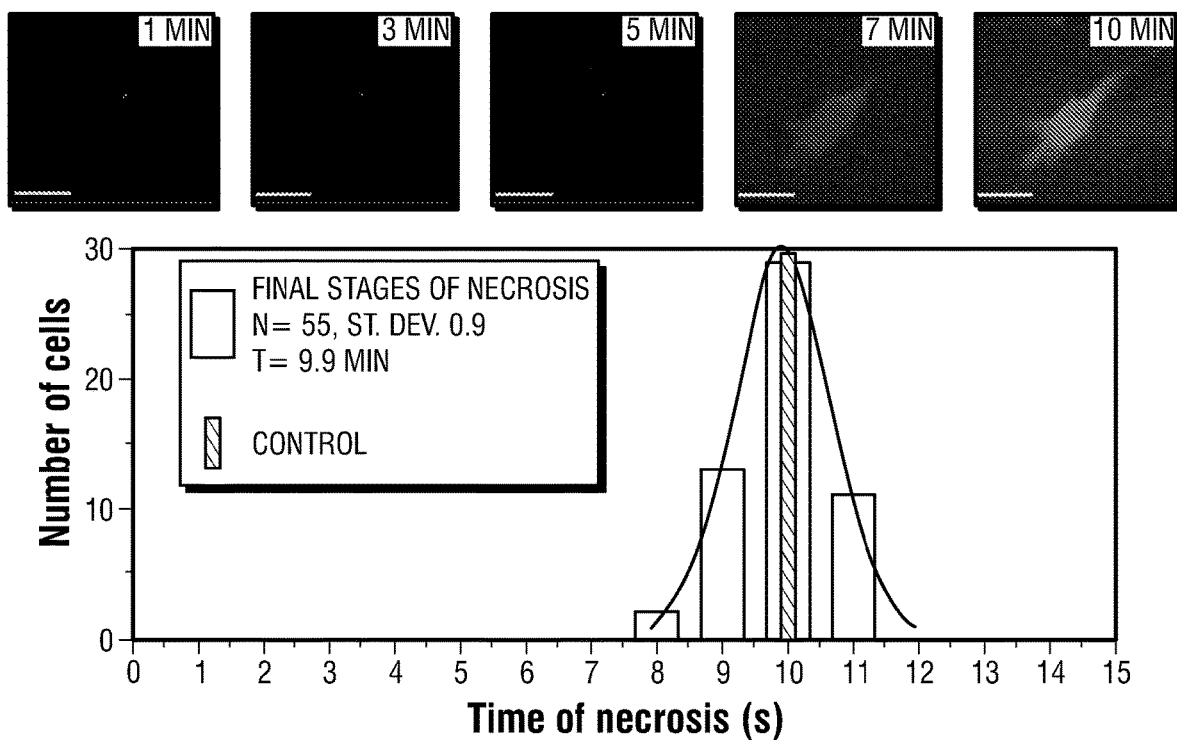 1 MIN
3 MIN
5 MIN
7 MIN
10 MIN
30
20
10
0
Number of cells
FINAL STAGES OF NECROSIS
N= 55, ST. DEV. 0.9
T= 9.9 MIN
CONTROL
0 1 2 3 4 5 6 7 8 9 10 11 12 13 14 15
Time of necrosis (s)